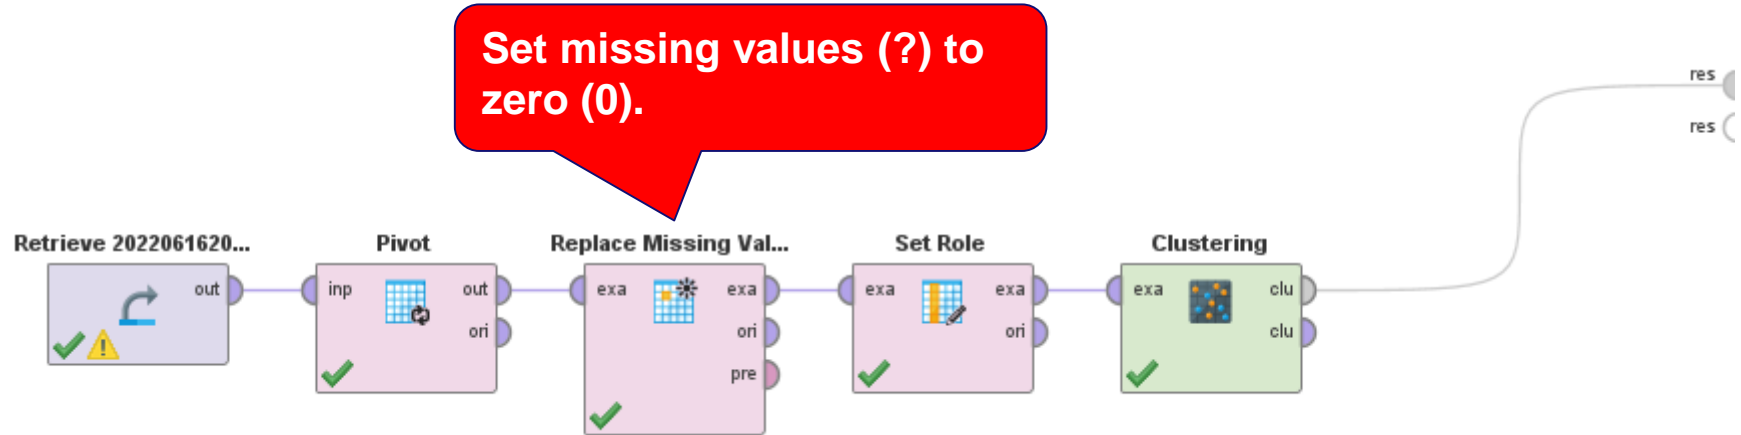 Set missing values (?) to
zero (0).
res
res
Retrieve 2022061620...
Pivot
Replace Missing Val...
Set Role
Clustering
out
inp
out
ori
exa
exa
ori
pre
exa
exa
ori
exa
clu
clu